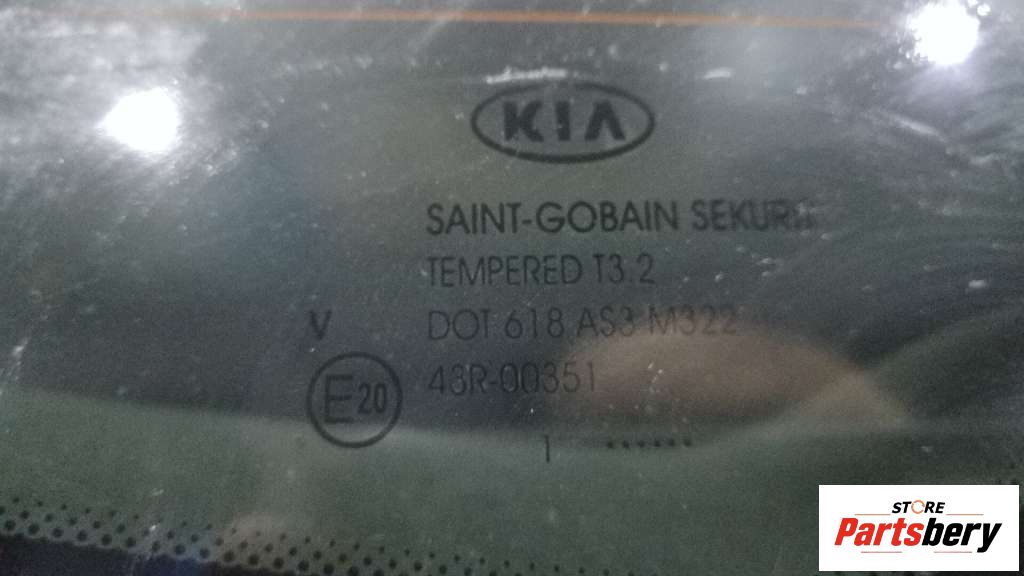 KIA
SAINT-GOBAIN SEKURIT
TEMPERED T3.2
V DOT 618 AS3 M322
E20 43R-00351
1 ••••••
STORE
Partsbery